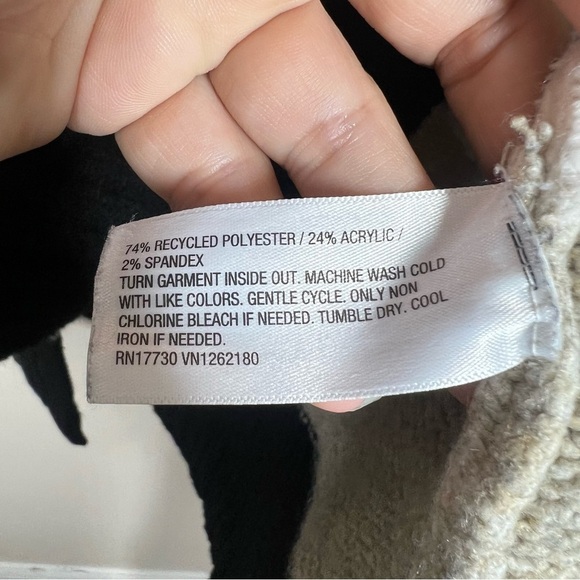 74% RECYCLED POLYESTER / 24% ACRYLIC /
2% SPANDEX
TURN GARMENT INSIDE OUT. MACHINE WASH COLD
WITH LIKE COLORS. GENTLE CYCLE. ONLY NON
CHLORINE BLEACH IF NEEDED. TUMBLE DRY. COOL
IRON IF NEEDED.
RN17730 VN1262180